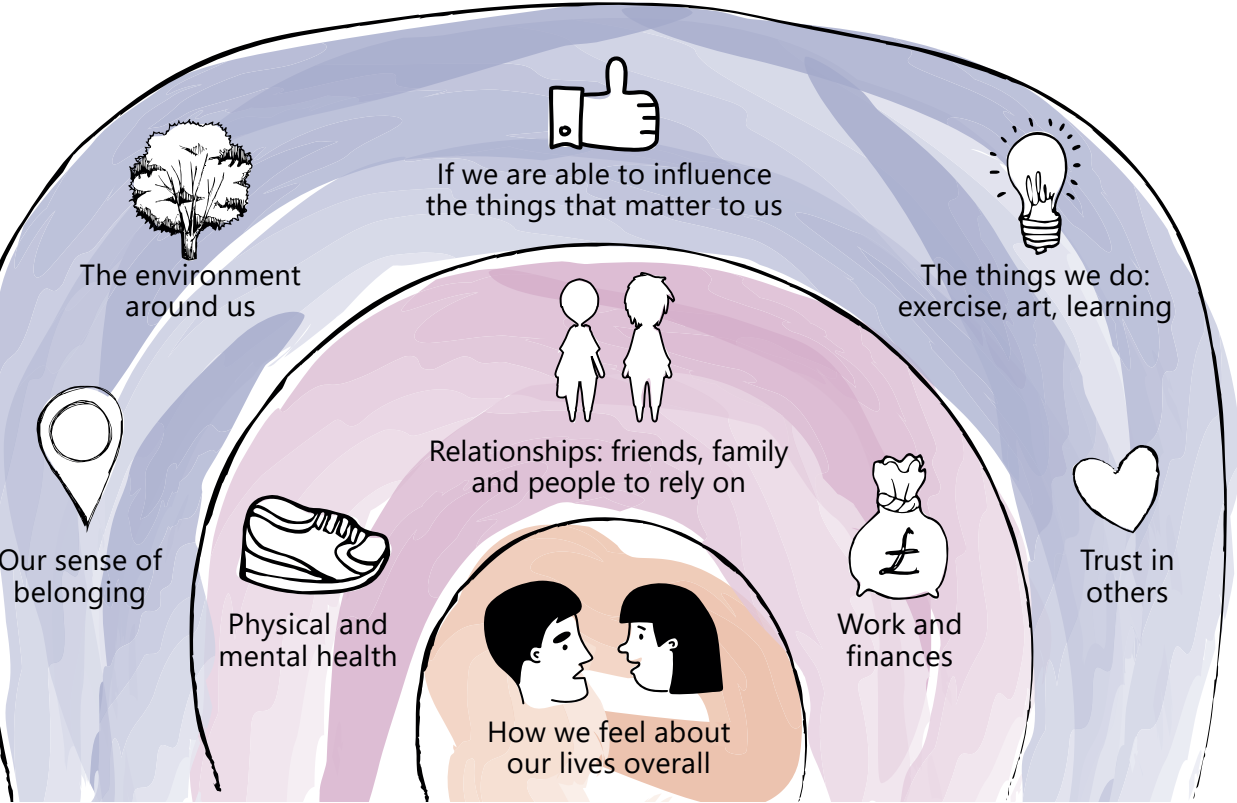 If we are able to influence
the things that matter to us
The environment
around us
The things we do:
exercise, art, learning
Relationships: friends, family
and people to rely on
Our sense of
belonging
Trust in
others
Physical and
mental health
£
Work and
finances
How we feel about
our lives overall